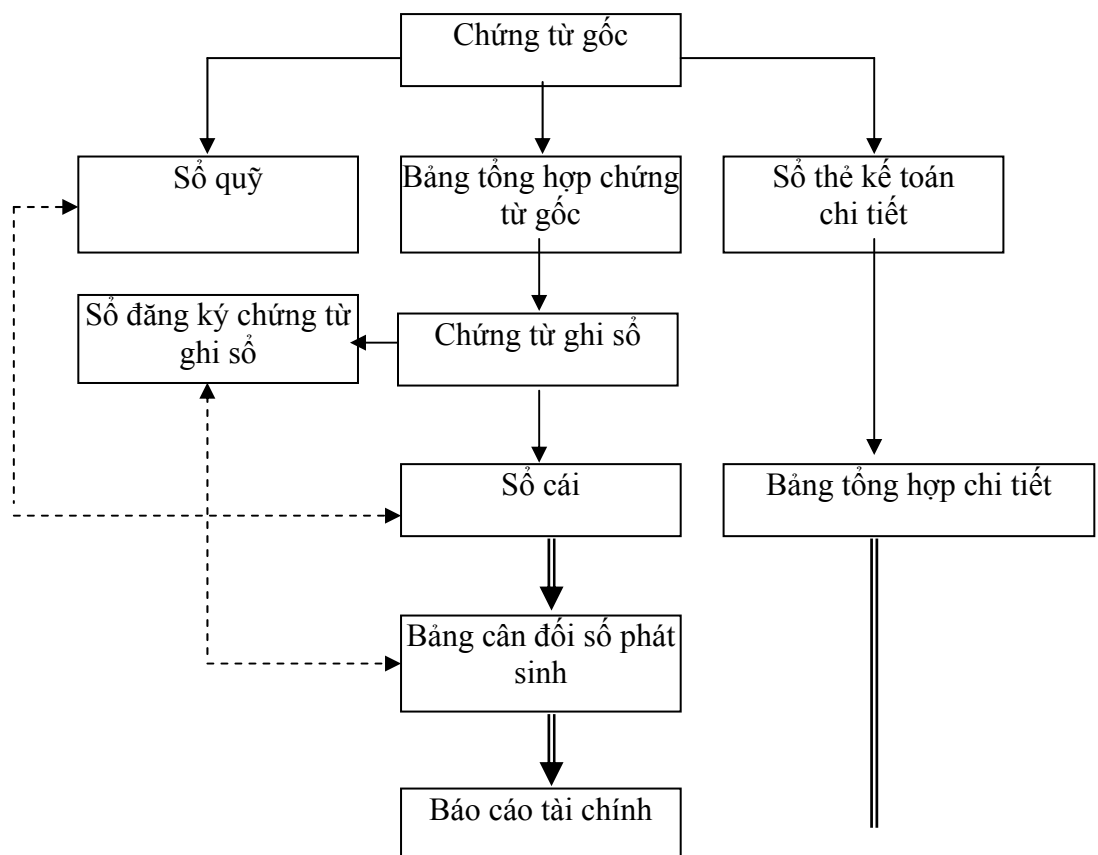 Chứng từ gốc
Sổ quỹ
Bảng tổng hợp chứng
từ gốc
Sổ thẻ kế toán
chi tiết
Sổ đăng ký chứng từ
ghi sổ
Chứng từ ghi sổ
Sổ cái
Bảng tổng hợp chi tiết
Bảng cân đối số phát
sinh
Báo cáo tài chính